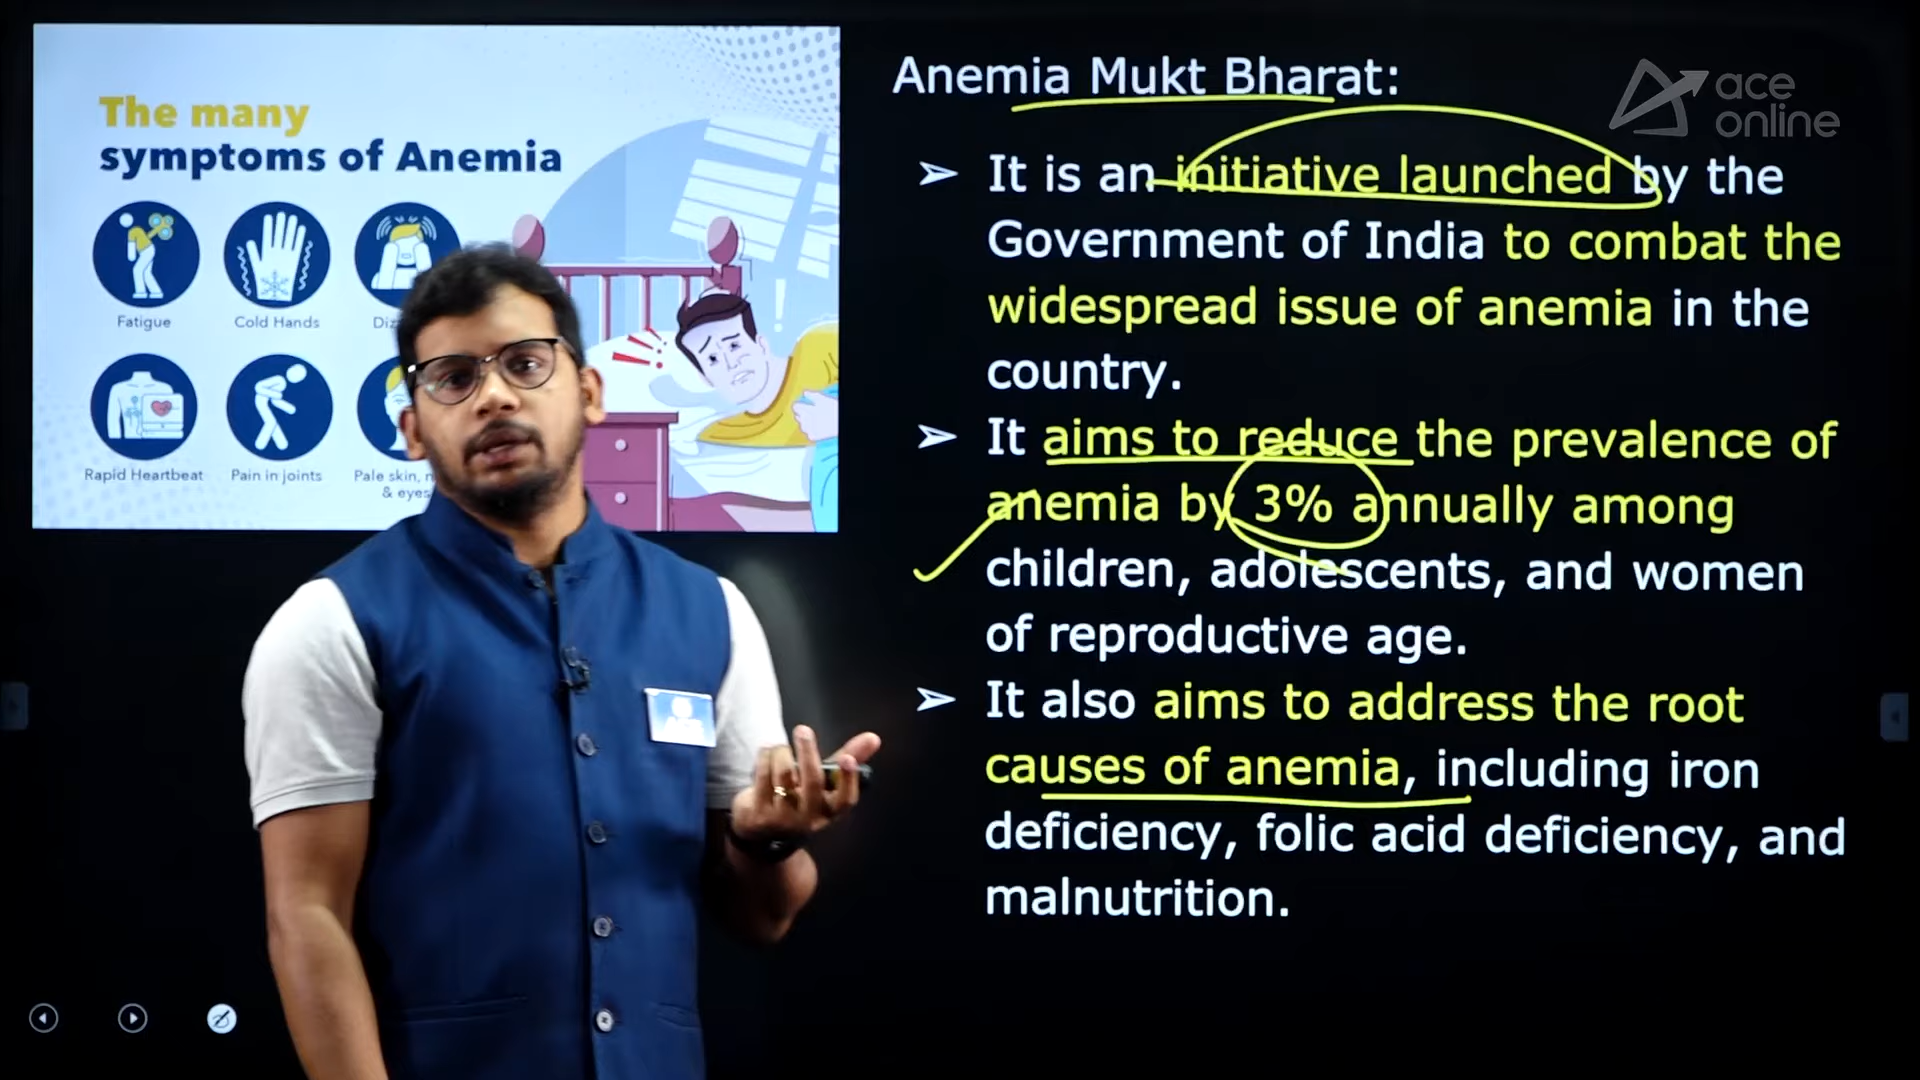 The many
symptoms of Anemia
Fatigue
Cold Hands
Rapid Heartbeat
Pain in joints
Pale skin,
& eyes
Anemia Mukt Bharat:
ace
online
➢ It is an initiative launched by the
Government of India to combat the
widespread issue of anemia in the
country.
➢ It aims to reduce the prevalence of
anemia by 3% annually among
children, adolescents, and women
of reproductive age.
➢ It also aims to address the root
causes of anemia, including iron
deficiency, folic acid deficiency, and
malnutrition.